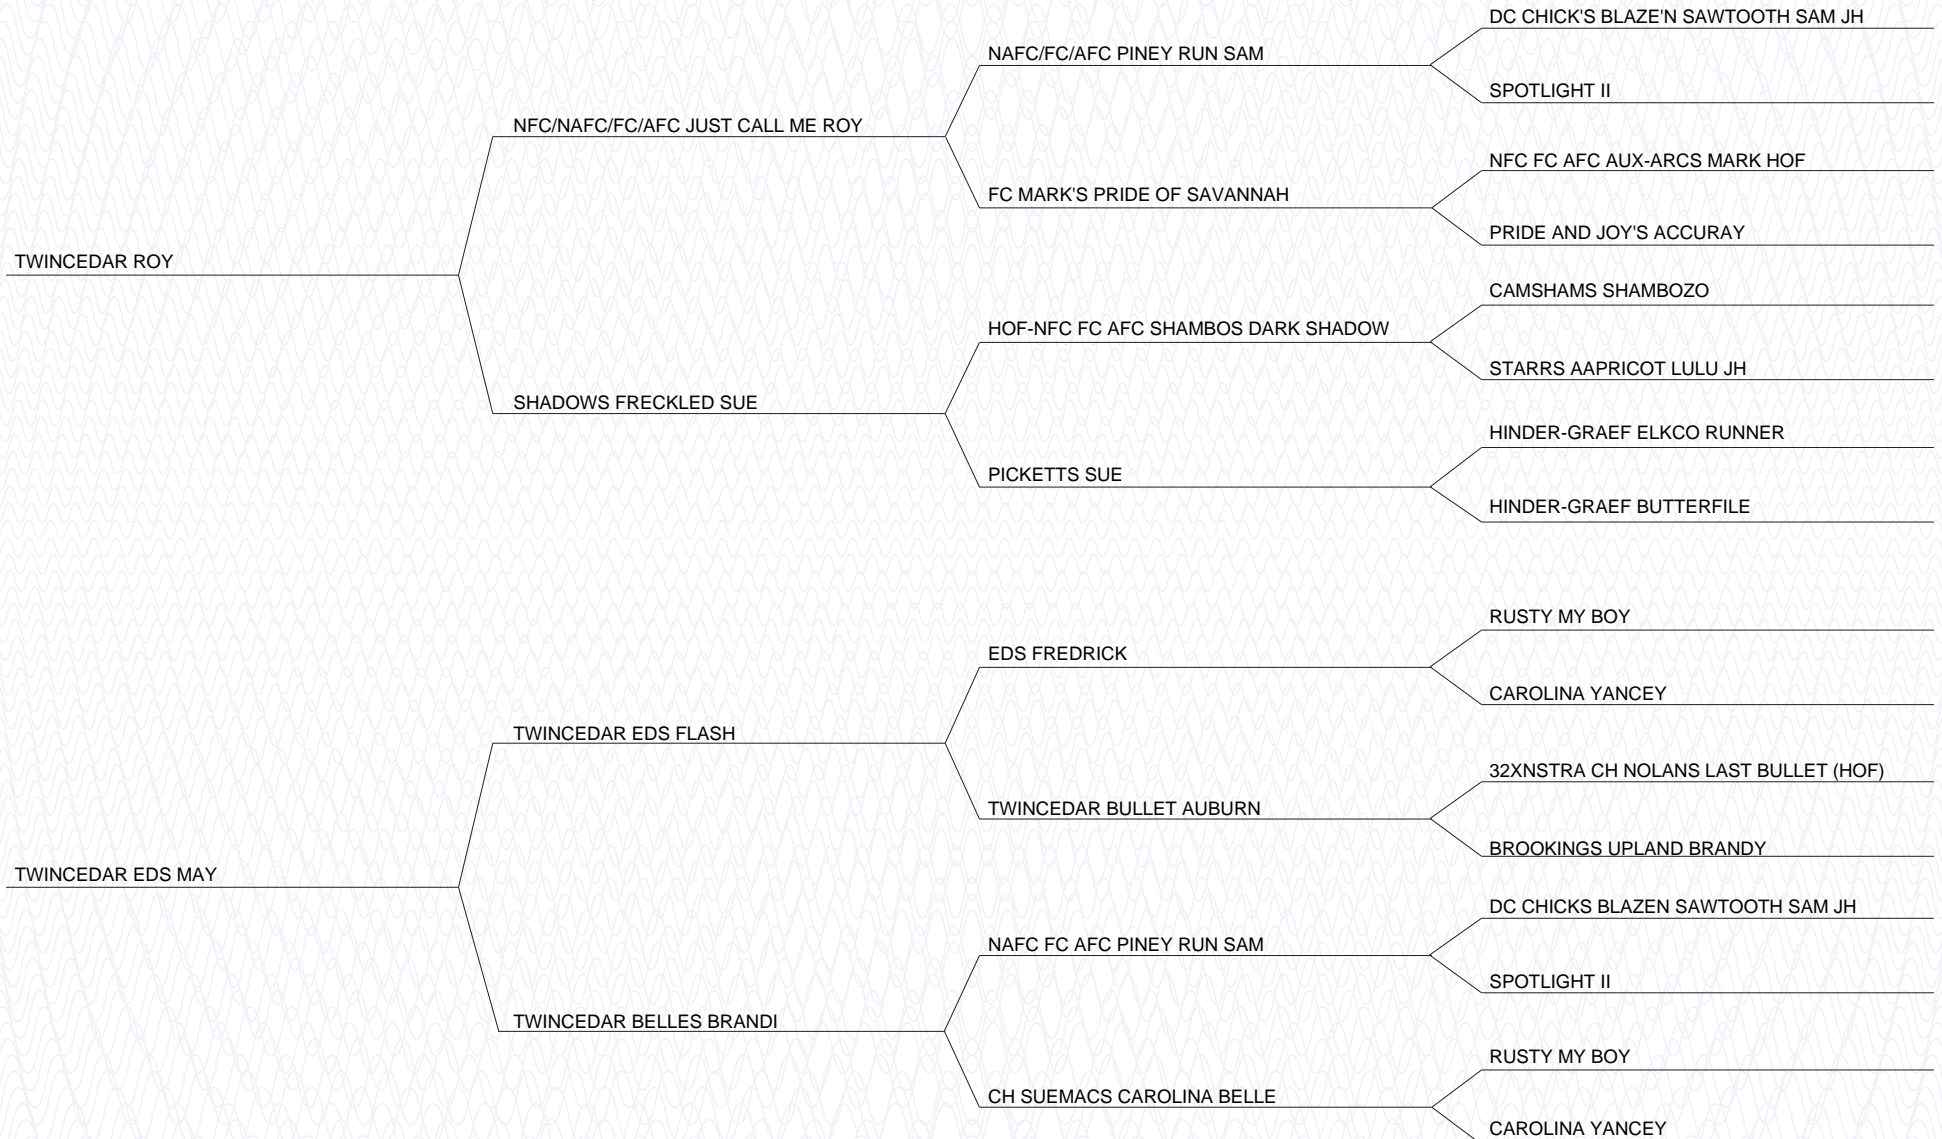 DC CHICK'S BLAZE'N SAWTOOTH SAM JH
NAFC/FC/AFC PINEY RUN SAM
SPOTLIGHT II
NFC/NAFC/FC/AFC JUST CALL ME ROY
NFC FC AFC AUX-ARCS MARK HOF
FC MARK'S PRIDE OF SAVANNAH
PRIDE AND JOY'S ACCURAY
TWINCEDAR ROY
CAMSHAMS SHAMBOZO
HOF-NFC FC AFC SHAMBOS DARK SHADOW
STARRS AAPRICOT LULU JH
SHADOWS FRECKLED SUE
HINDER-GRAEF ELKCO RUNNER
PICKETTS SUE
HINDER-GRAEF BUTTERFILE
RUSTY MY BOY
EDS FREDRICK
CAROLINA YANCEY
TWINCEDAR EDS FLASH
32XNSTRA CH NOLANS LAST BULLET (HOF)
TWINCEDAR BULLET AUBURN
BROOKINGS UPLAND BRANDY
TWINCEDAR EDS MAY
DC CHICKS BLAZEN SAWTOOTH SAM JH
NAFC FC AFC PINEY RUN SAM
SPOTLIGHT II
TWINCEDAR BELLES BRANDI
RUSTY MY BOY
CH SUEMACS CAROLINA BELLE
CAROLINA YANCEY